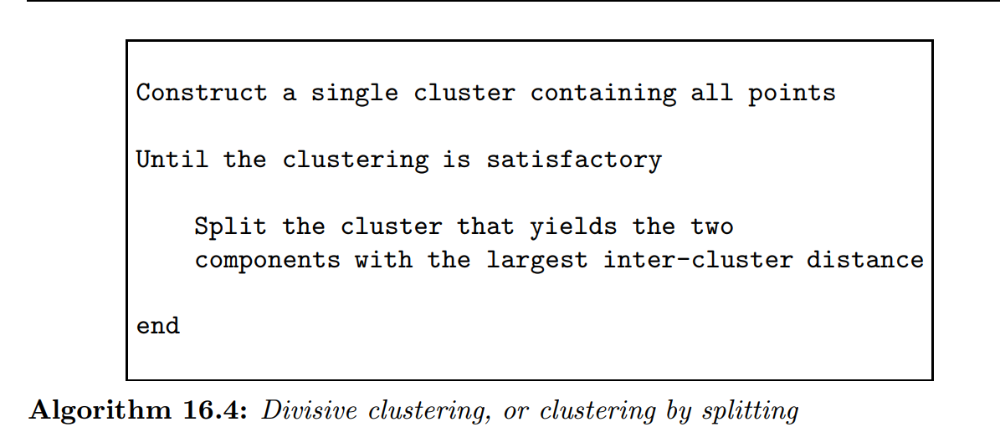 Construct a single cluster containing all points
Until the clustering is satisfactory
Split the cluster that yields the two
components with the largest inter-cluster distance
end
Algorithm 16.4: Divisive clustering, or clustering by splitting